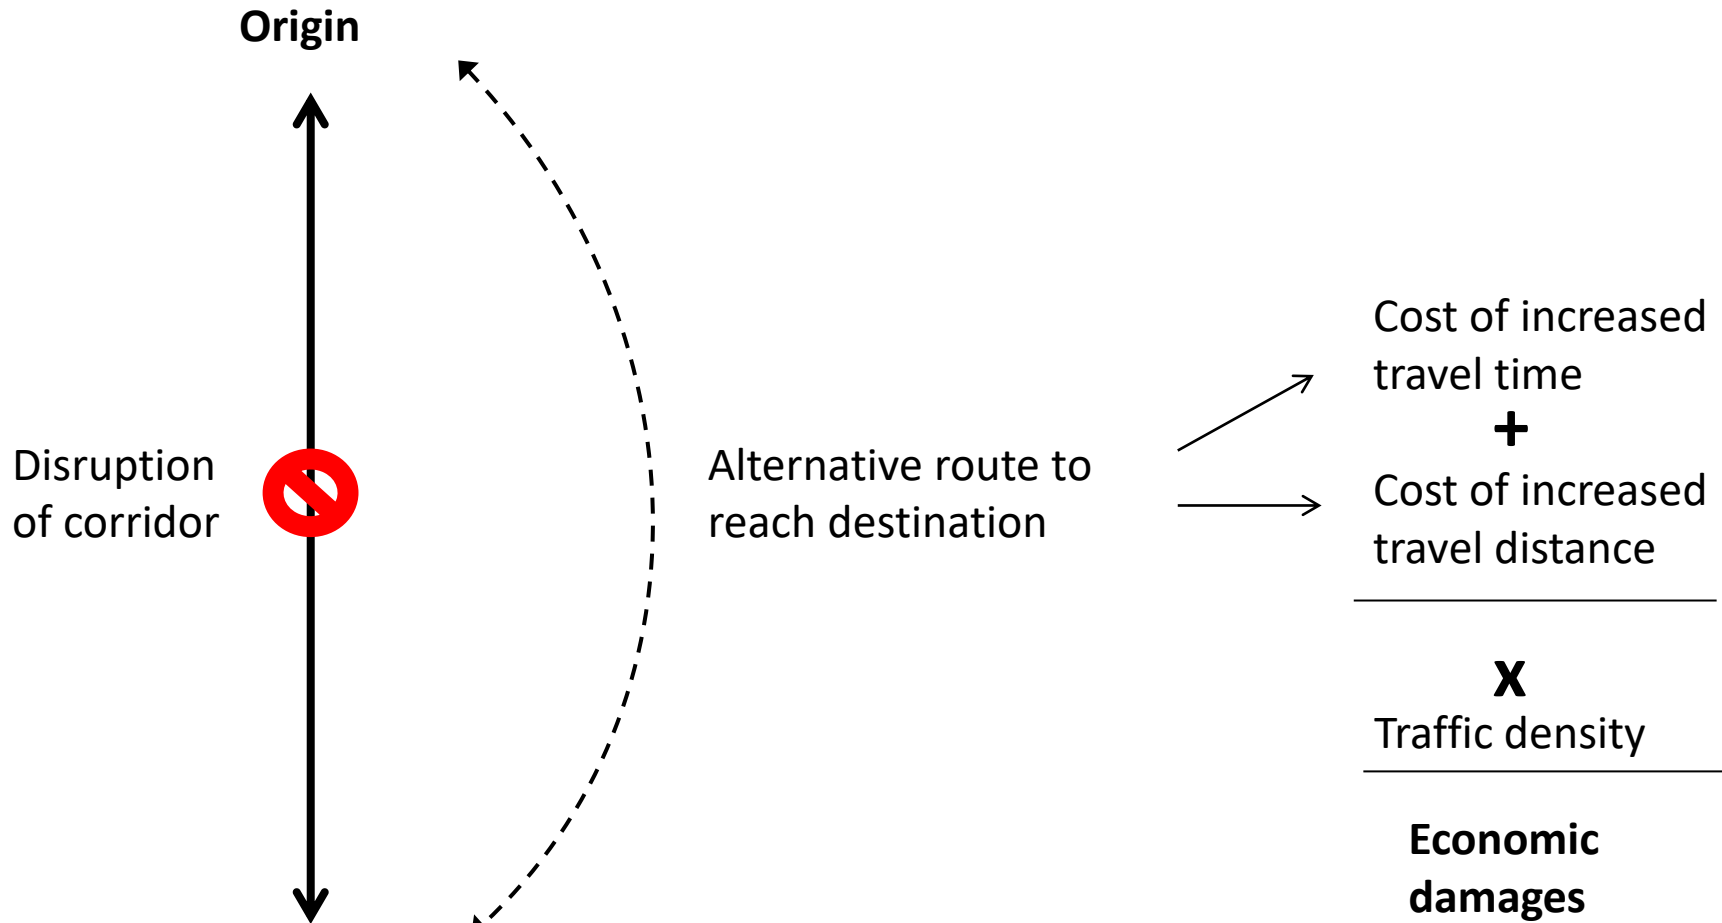 Origin
Disruption
of corridor
Alternative route to
reach destination
Cost of increased
travel time
+
Cost of increased
travel distance
x
Traffic density
Economic
damages